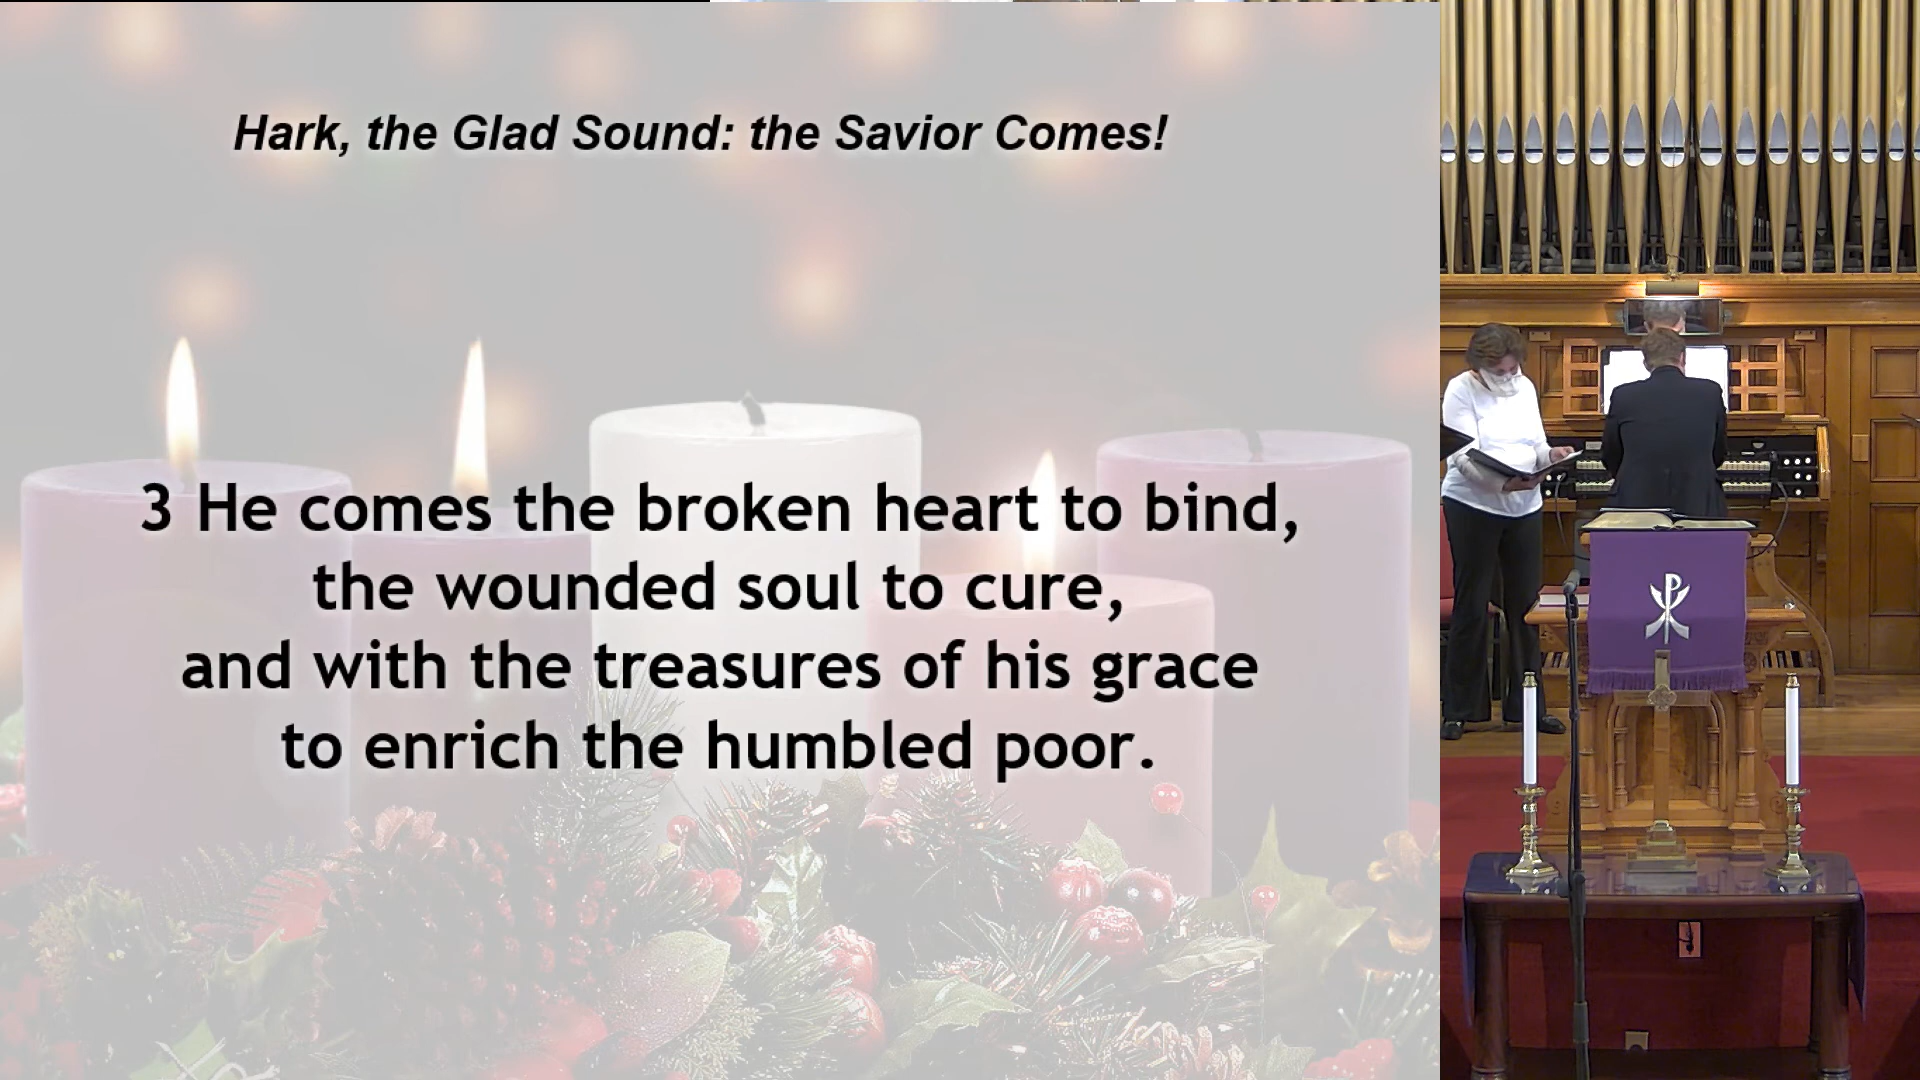 Hark, the Glad Sound: the Savior Comes!
3 He comes the broken heart to bind,
the wounded soul to cure,
and with the treasures of his grace
to enrich the humbled poor.